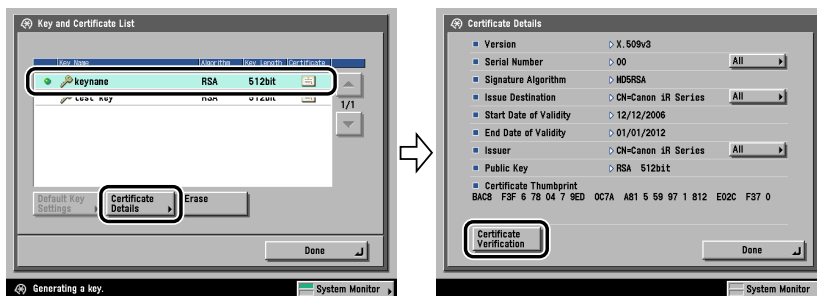 Key and Certificate List
Key Name Algorithm Key Length Certificate
keyname RSA 512bit
test key RSA 512bit
1/1
Default Key Settings
Certificate Details
Erase
Done
Generating a key.
System Monitor
Certificate Details
Version X.509v3
Serial Number 00 All
Signature Algorithm MD5RSA
Issue Destination CN=Canon iR Series All
Start Date of Validity 12/12/2006
End Date of Validity 01/01/2012
Issuer CN=Canon iR Series All
Public Key RSA 512bit
Certificate Thumbprint
BAC8 F3F 6 78 04 7 9ED 0C7A A81 5 59 97 1 812 E02C F37 0
Certificate Verification
Done
System Monitor